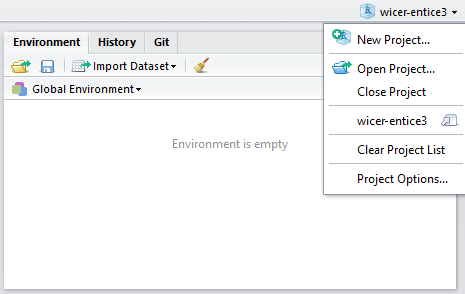 wicer-entice3
Environment History Git
Import Dataset
Global Environment
Environment is empty
New Project...
Open Project...
Close Project
wicer-entice3
Clear Project List
Project Options...